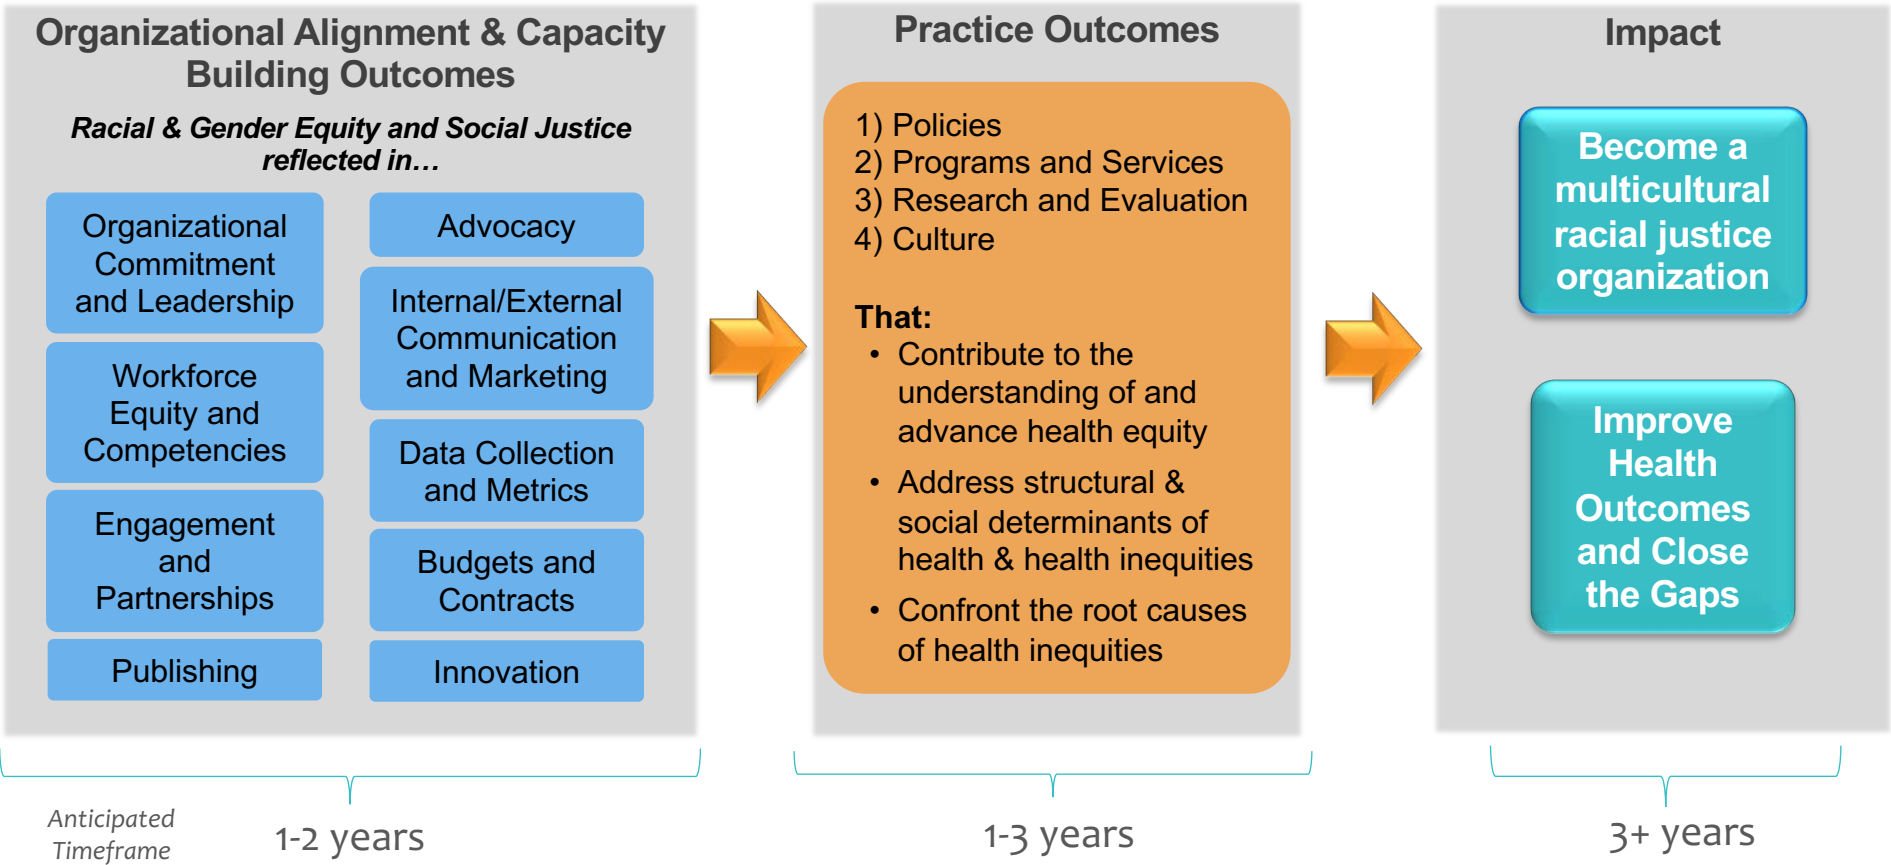 Organizational Alignment & Capacity
Building Outcomes
Racial & Gender Equity and Social Justice
reflected in...
Organizational
Commitment
and Leadership
Workforce
Equity and
Competencies
Engagement
and
Partnerships
Publishing
Advocacy
Internal/External
Communication
and Marketing
Data Collection
and Metrics
Budgets and
Contracts
Innovation
Practice Outcomes
1) Policies
2) Programs and Services
3) Research and Evaluation
4) Culture
That:
• Contribute to the
understanding of and
advance health equity
• Address structural &
social determinants of
health & health inequities
• Confront the root causes
of health inequities
Impact
Become a
multicultural
racial justice
organization
Improve
Health
Outcomes
and Close
the Gaps
Anticipated
Timeframe
1-2 years
1-3 years
3+ years